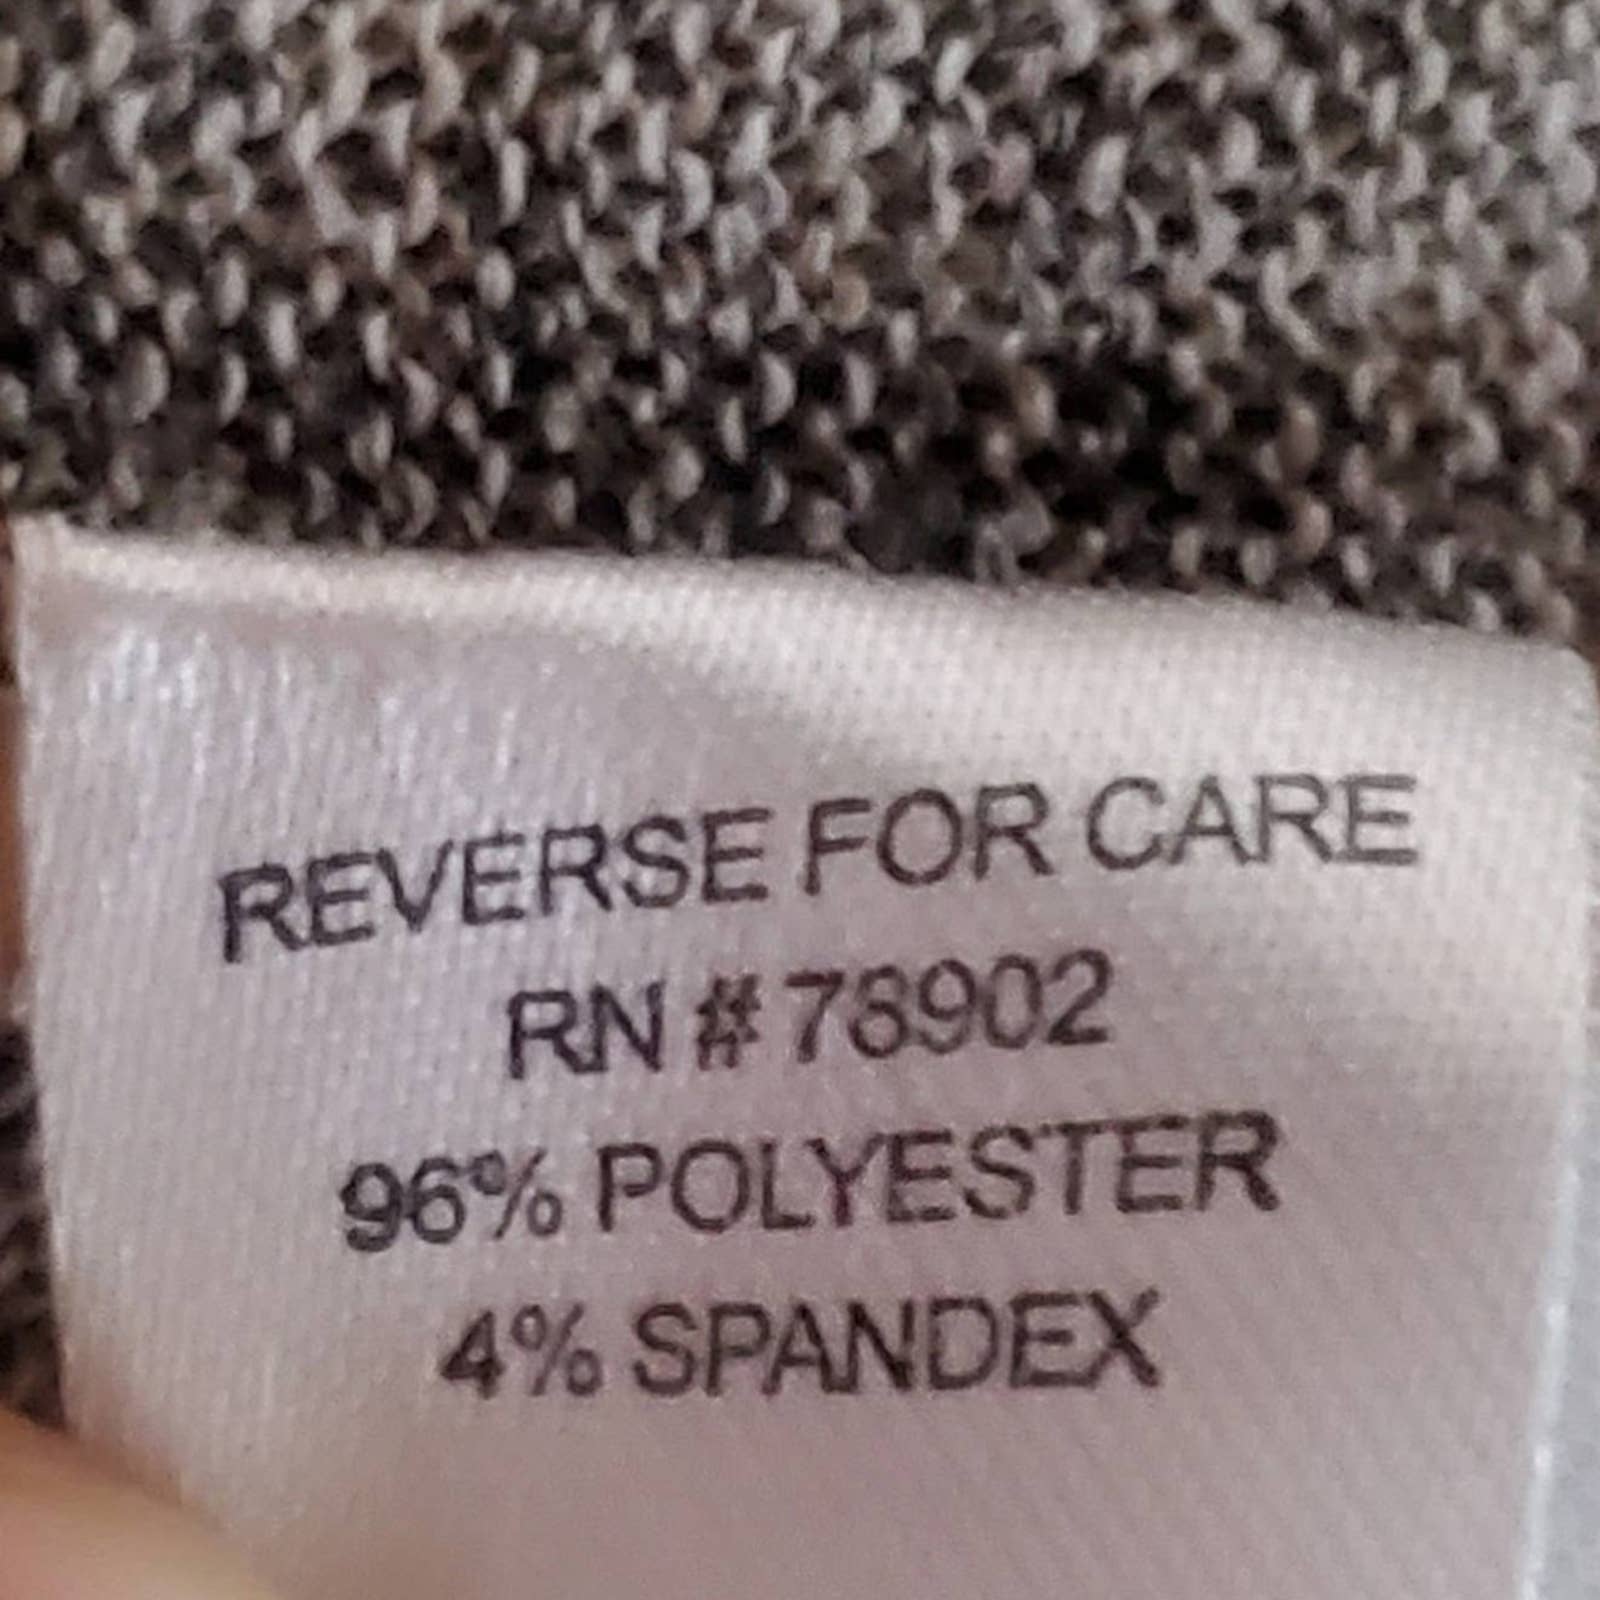 REVERSE FOR CARE
RN # 78902
96% POLYESTER
4% SPANDEX